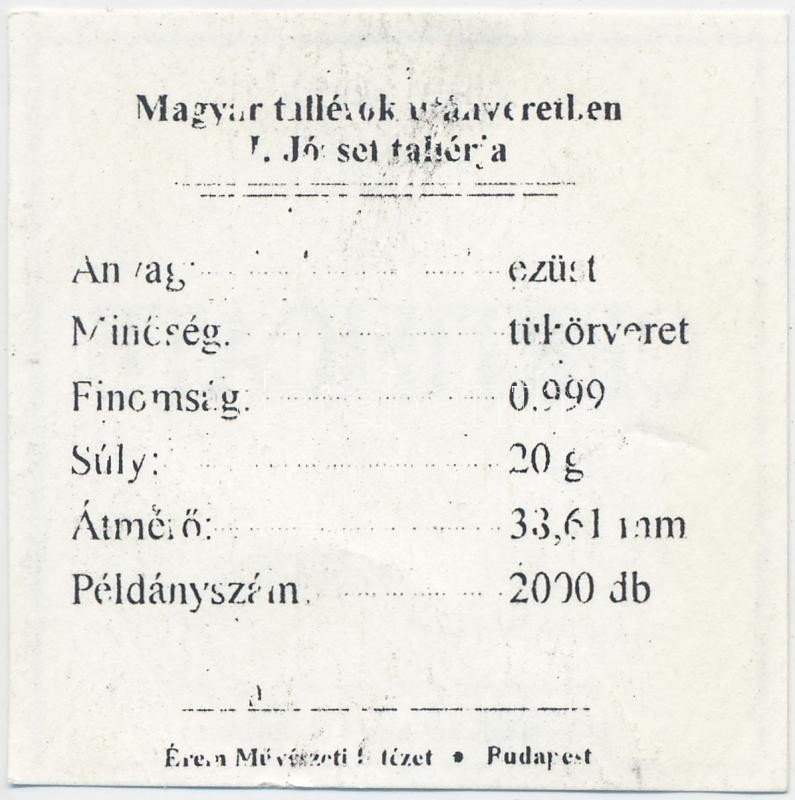 Magyar tallérok utánveretben
I. József tallérja
Anyag: ezüst
Minőség: tükörveret
Finomság: 0,999
Súly: 20 g
Átmérő: 38,61 mm
Példányszám: 2000 db
Érem Művészeti Intézet • Budapest